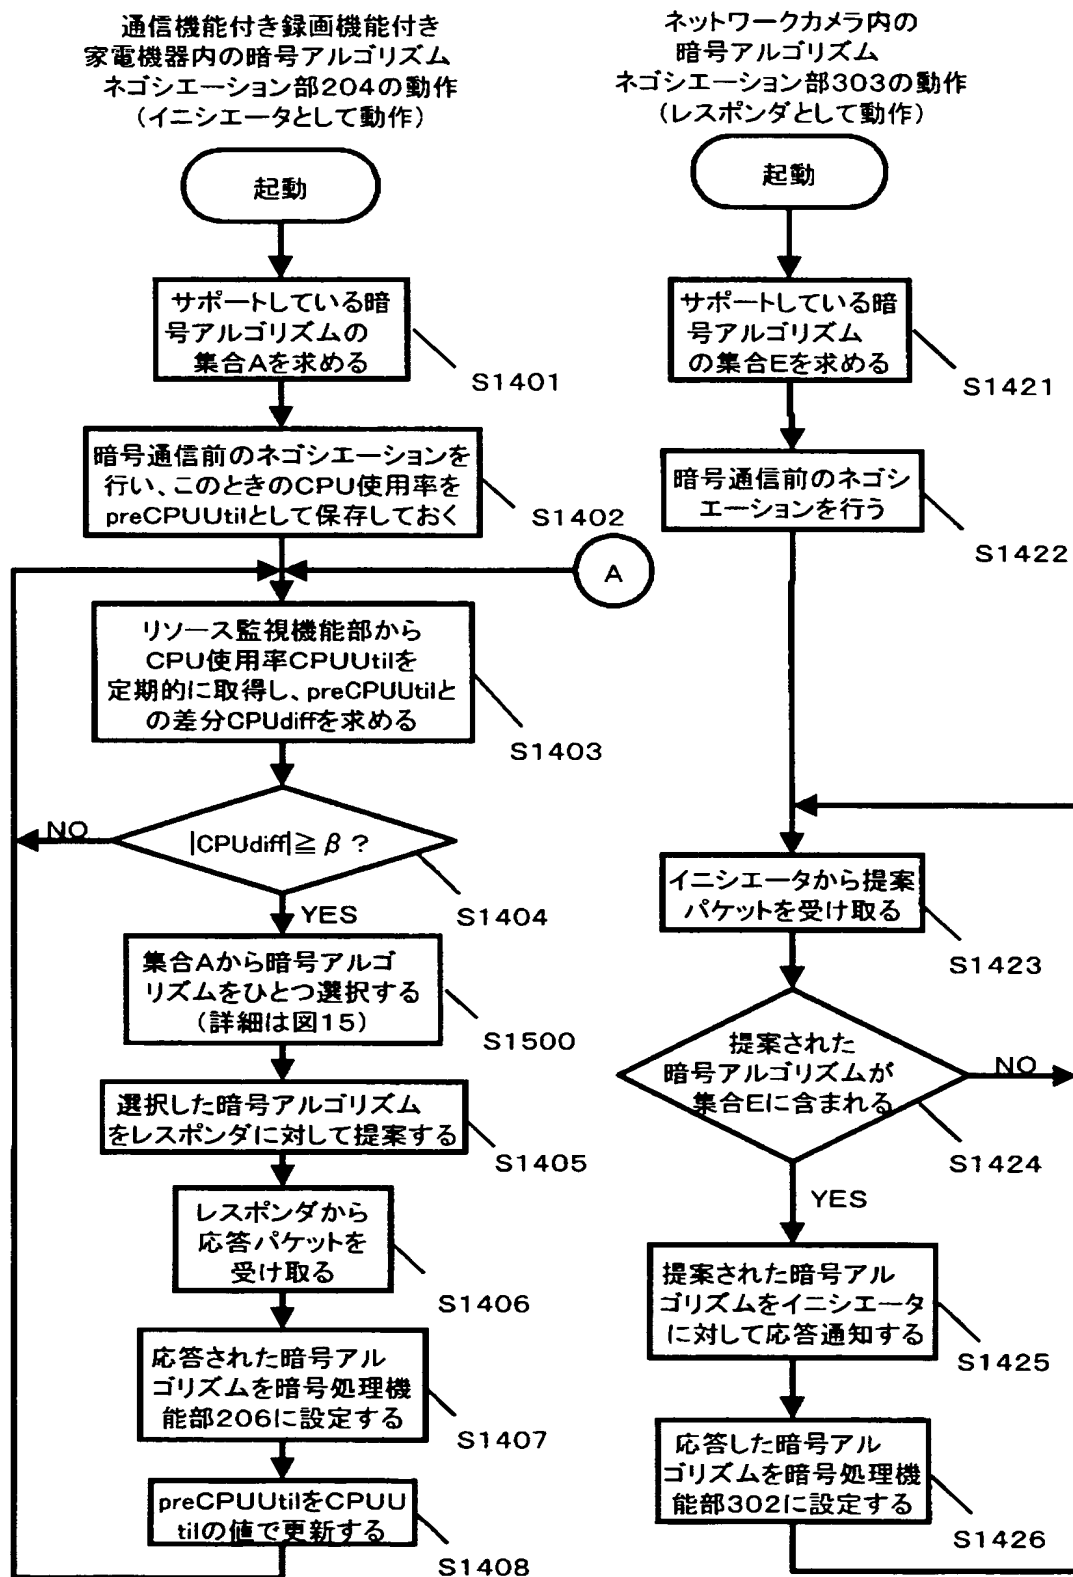 通信機能付き録画機能付き
家電機器内の暗号アルゴリズム
ネゴシエーション部204の動作
(イニシエータとして動作)
起動
サポートしている暗
号アルゴリズムの
集合Aを求める
S1401
暗号通信前のネゴシエーションを
行い、このときのCPU使用率を
preCPUUtilとして保存しておく
S1402
A
リソース監視機能部から
CPU使用率CPUUtilを
定期的に取得し、preCPUUtilと
の差分CPUdiffを求める
S1403
|CPUdiff|≧β?
NO
S1404
YES
集合Aから暗号アルゴ
リズムをひとつ選択する
(詳細は図15)
S1500
選択した暗号アルゴリズム
をレスポンダに対して提案する
S1405
レスポンダから
応答パケットを
受け取る
S1406
応答された暗号アル
ゴリズムを暗号処理機
能部206に設定する
S1407
preCPUUtilをCPUU
tilの値で更新する
S1408
ネットワークカメラ内の
暗号アルゴリズム
ネゴシエーション部303の動作
(レスポンダとして動作)
起動
サポートしている暗
号アルゴリズム
の集合Eを求める
S1421
暗号通信前のネゴシ
エーションを行う
S1422
イニシエータから提案
パケットを受け取る
S1423
提案された
暗号アルゴリズムが
集合Eに含まれる
NO
S1424
YES
提案された暗号アル
ゴリズムをイニシエータ
に対して応答通知する
S1425
応答した暗号アル
ゴリズムを暗号処理機
能部302に設定する
S1426